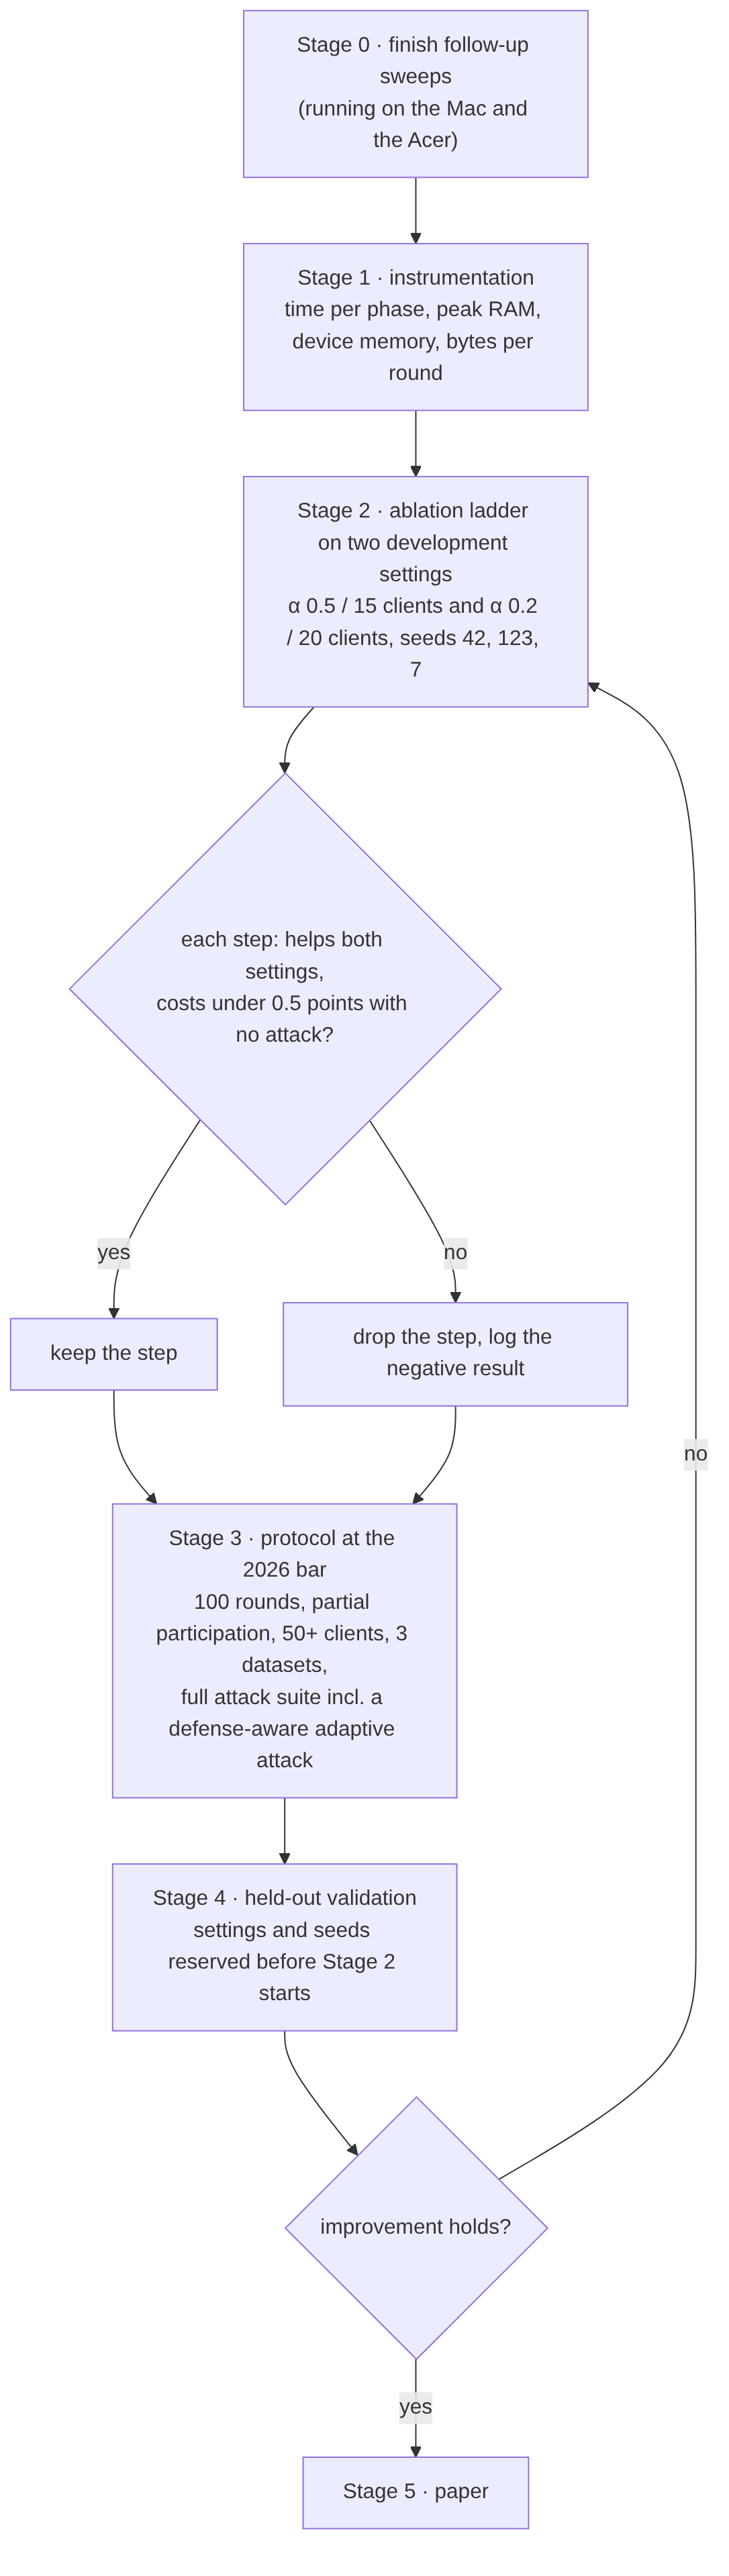 Stage 0 · finish follow-up
sweeps
(running on the Mac and
the Acer)
Stage 1 · instrumentation
time per phase, peak RAM,
device memory, bytes per
round
Stage 2 · ablation ladder
on two development
settings
α 0.5 / 15 clients and α 0.2
/ 20 clients, seeds 42, 123,
7
each step: helps both
settings,
costs under 0.5 points with
no attack?
yes
no
keep the step
drop the step, log the
negative result
no
Stage 3 · protocol at the
2026 bar
100 rounds, partial
participation, 50+ clients, 3
datasets,
full attack suite incl. a
defense-aware adaptive
attack
Stage 4 · held-out validation
settings and seeds
reserved before Stage 2
starts
improvement holds?
yes
Stage 5 · paper